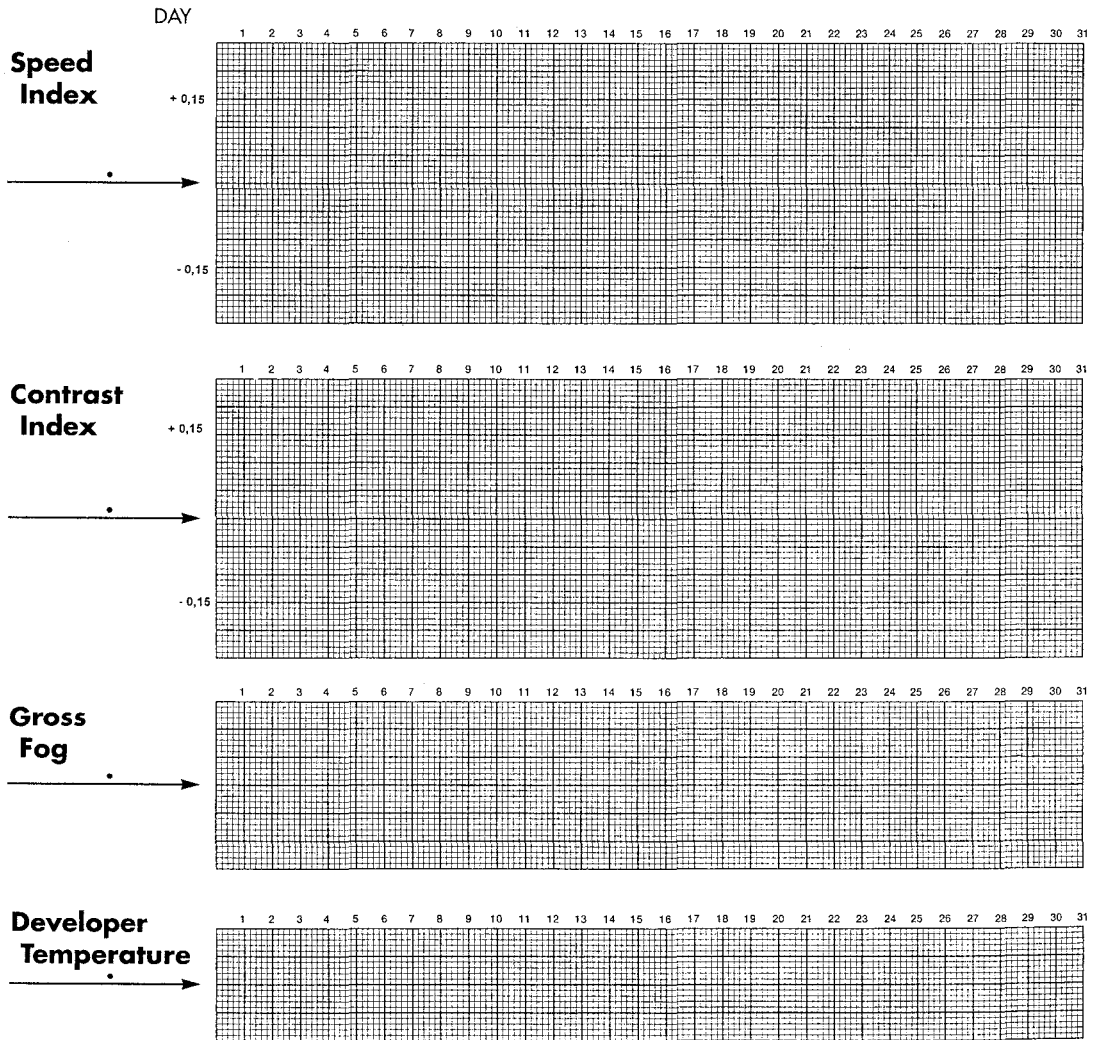 DAY
1 2 3 4 5 6 7 8 9 10 11 12 13 14 15 16 17 18 19 20 21 22 23 24 25 26 27 28 29 30 31
Speed
Index
+ 0,15
- 0,15
1 2 3 4 5 6 7 8 9 10 11 12 13 14 15 16 17 18 19 20 21 22 23 24 25 26 27 28 29 30 31
Contrast
Index
+ 0,15
- 0,15
1 2 3 4 5 6 7 8 9 10 11 12 13 14 15 16 17 18 19 20 21 22 23 24 25 26 27 28 29 30 31
Gross
Fog
1 2 3 4 5 6 7 8 9 10 11 12 13 14 15 16 17 18 19 20 21 22 23 24 25 26 27 28 29 30 31
Developer
Temperature